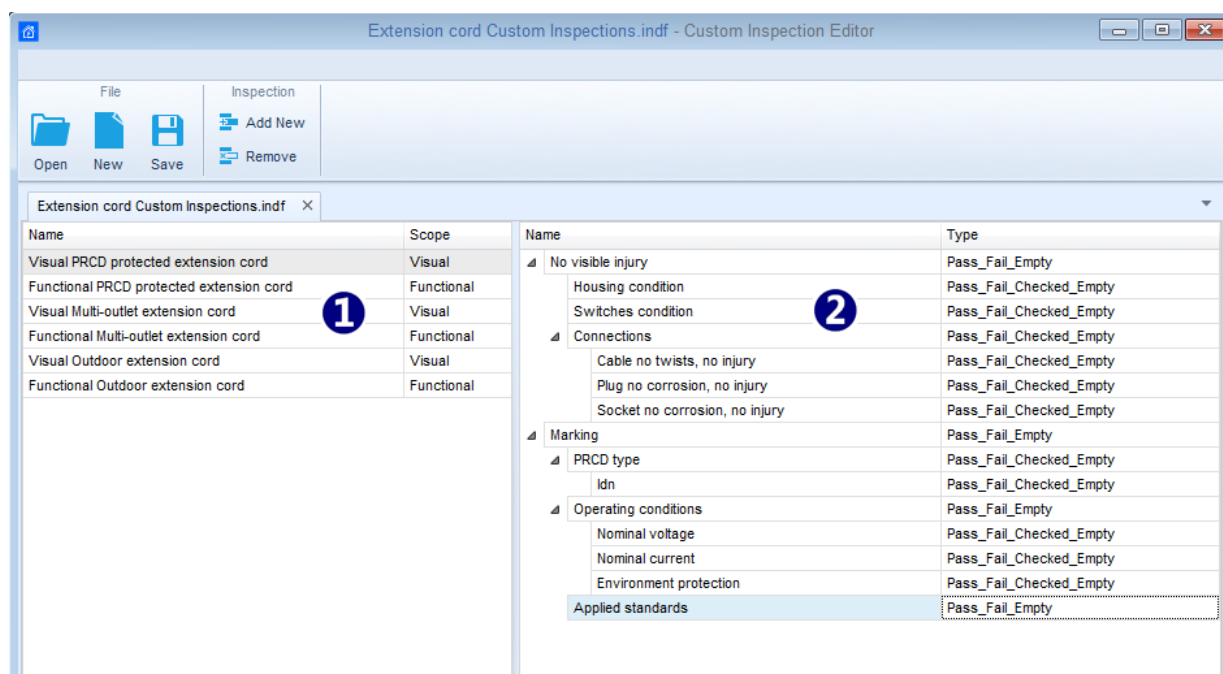 Extension cord Custom Inspections.indf - Custom Inspection Editor
File Inspection
Open New Save Add New
Remove
Extension cord Custom Inspections.indf
Name Scope
Visual PRCD protected extension cord Visual
Functional PRCD protected extension cord Functional
Visual Multi-outlet extension cord Visual
Functional Multi-outlet extension cord Functional
Visual Outdoor extension cord Visual
Functional Outdoor extension cord Functional
1
Name Type
No visible injury Pass_Fail_Empty
Housing condition Pass_Fail_Checked_Empty
Switches condition Pass_Fail_Checked_Empty
Connections Pass_Fail_Checked_Empty
Cable no twists, no injury Pass_Fail_Checked_Empty
Plug no corrosion, no injury Pass_Fail_Checked_Empty
Socket no corrosion, no injury Pass_Fail_Checked_Empty
Marking Pass_Fail_Empty
PRCD type Pass_Fail_Checked_Empty
Idn Pass_Fail_Checked_Empty
Operating conditions Pass_Fail_Empty
Nominal voltage Pass_Fail_Checked_Empty
Nominal current Pass_Fail_Checked_Empty
Environment protection Pass_Fail_Checked_Empty
Applied standards Pass_Fail_Empty
2